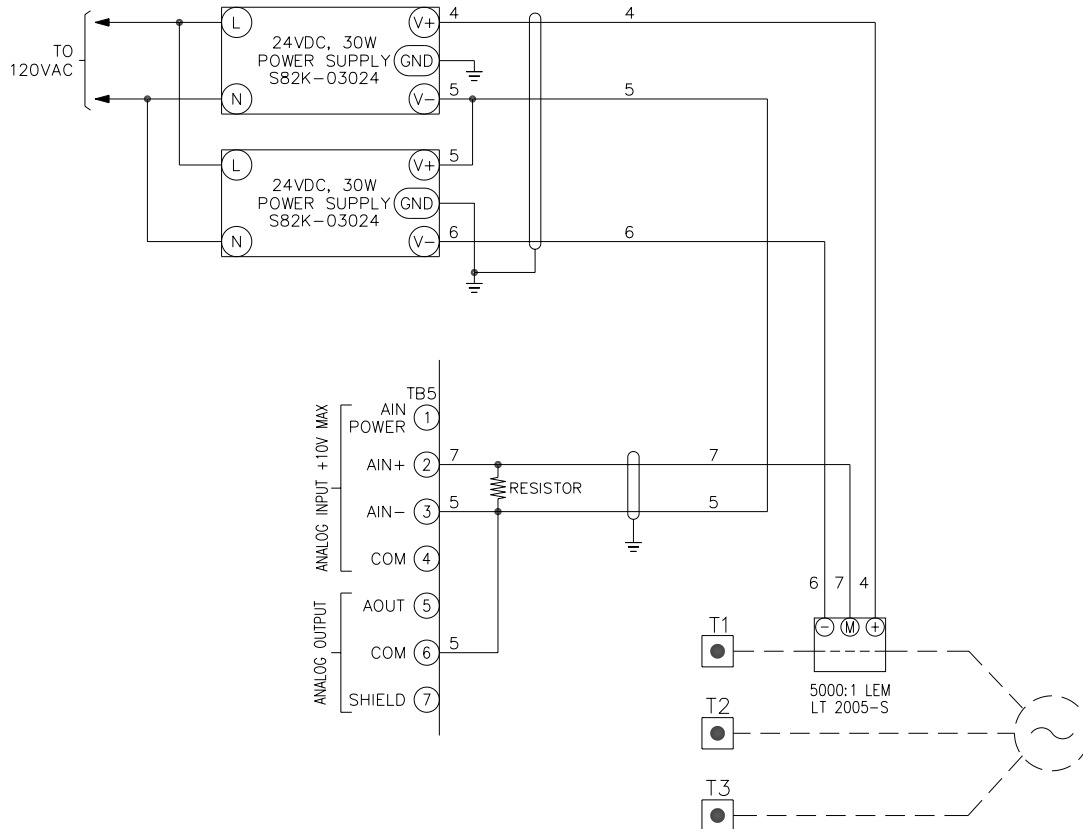 TO
120VAC
L
N
24VDC, 30W
POWER SUPPLY
S82K-03024
V+
GND
V-
4
4
5
5
L
N
24VDC, 30W
POWER SUPPLY
S82K-03024
V+
GND
V-
5
6
6
TB5
ANALOG INPUT +10V MAX
AIN
POWER
1
AIN+
2
7
7
RESISTOR
AIN-
3
5
5
COM
4
ANALOG OUTPUT
AOUT
5
COM
6
5
SHIELD
7
6
7
4
-
M
+
5000:1 LEM
LT 2005-S
T1
T2
T3